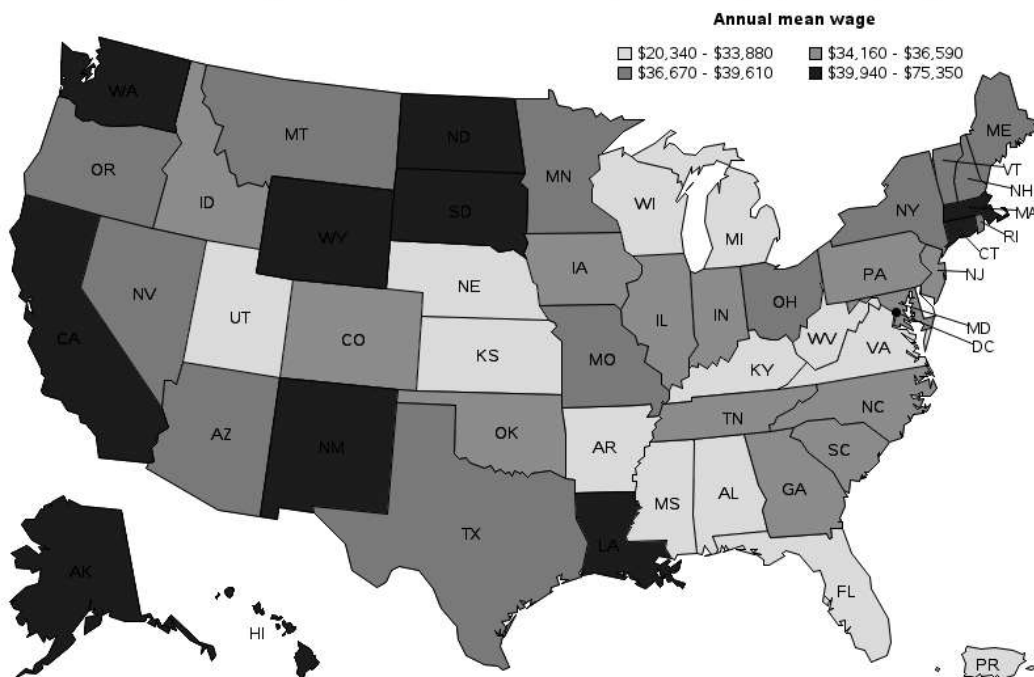 Annual mean wage
$20,340 - $33,880 $34,160 - $36,590
$36,670 - $39,610 $39,940 - $75,350
WA
ND
MT
ME
OR
MN
VT
ID
SD
WI
NH
NY
MA
WY
MI
RI
CT
IA
PA
NJ
NE
NV
OH
UT
IL
IN
MD
CO
WV
DC
CA
KS
VA
MO
KY
NC
TN
OK
AZ
NM
AR
SC
MS
AL
GA
TX
LA
AK
FL
HI
PR